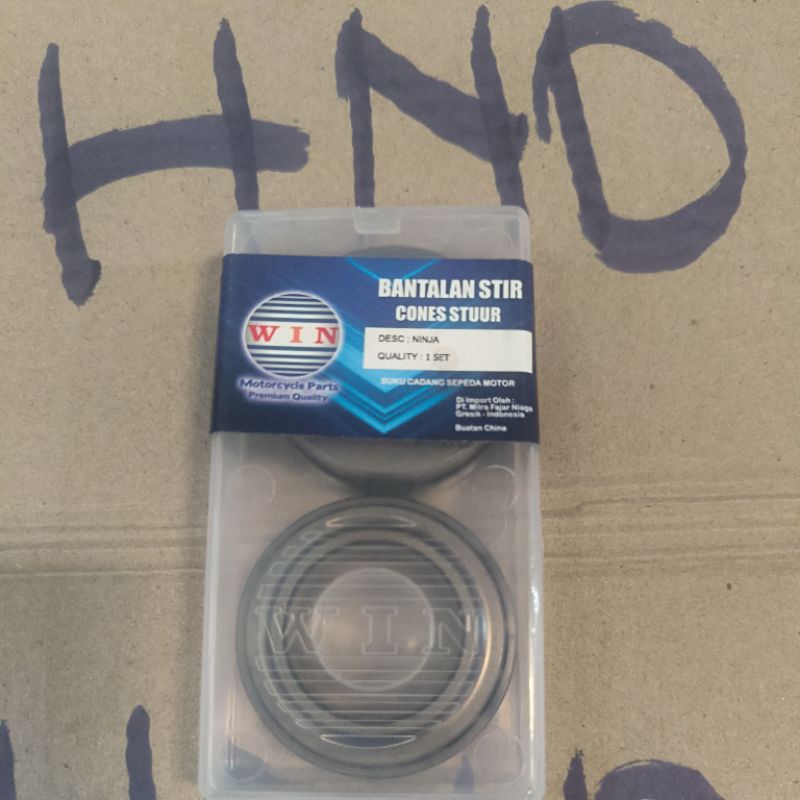 HND
BANTALAN STIR
CONES STUUR
WIN
Motorcycle Parts
Premium Quality
DESC : NINJA
QUALITY : 1 SET
SUKU CADANG SEPEDA MOTOR
Di Import Oleh :
PT. Mitra Fajar Niaga
Gresik - Indonesia
Buatan China
WIN